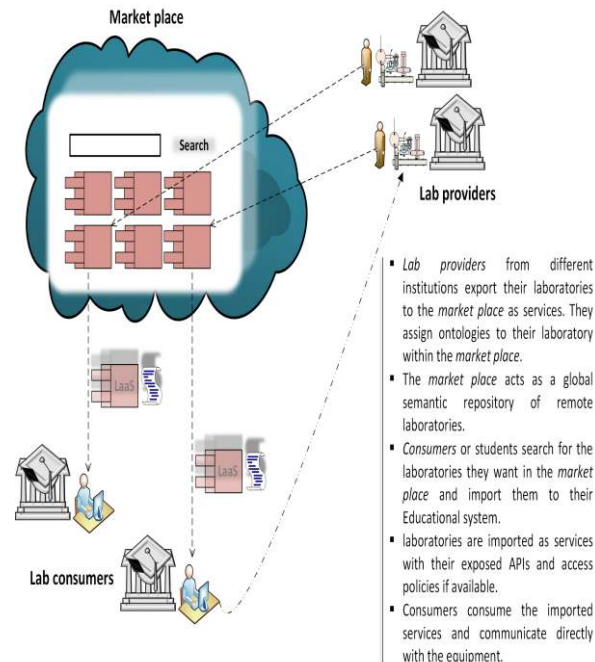 Market place
Search
Lab providers
LaaS
LaaS
Lab consumers
▪ Lab providers from different
institutions export their laboratories
to the market place as services. They
assign ontologies to their laboratory
within the market place.
▪ The market place acts as a global
semantic repository of remote
laboratories.
▪ Consumers or students search for the
laboratories they want in the market
place and import them to their
Educational system.
▪ laboratories are imported as services
with their exposed APIs and access
policies if available.
▪ Consumers consume the imported
services and communicate directly
with the equipment.